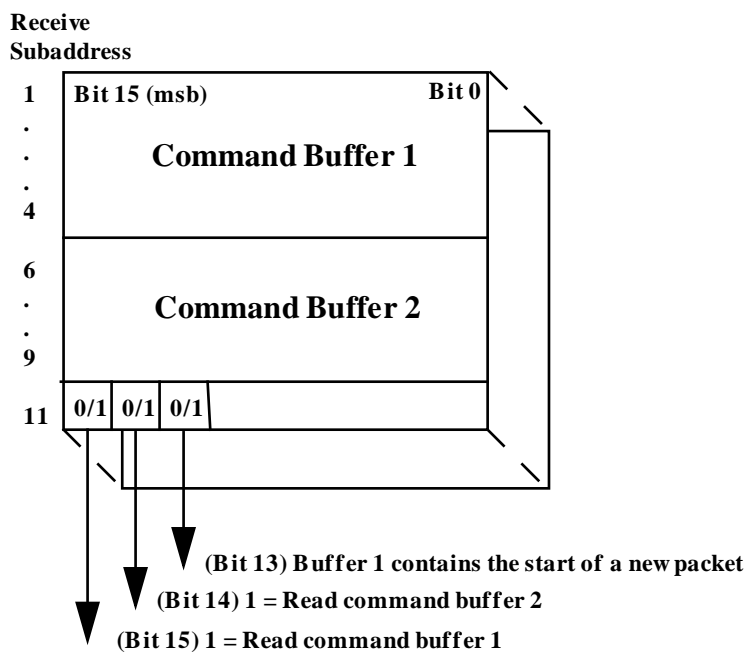 Receive
Subaddress
1
.
.
.
4
Bit 15 (msb)
Bit 0
Command Buffer 1
6
.
.
9
Command Buffer 2
11
0/1 0/1 0/1
(Bit 13) Buffer 1 contains the start of a new packet
(Bit 14) 1 = Read command buffer 2
(Bit 15) 1 = Read command buffer 1